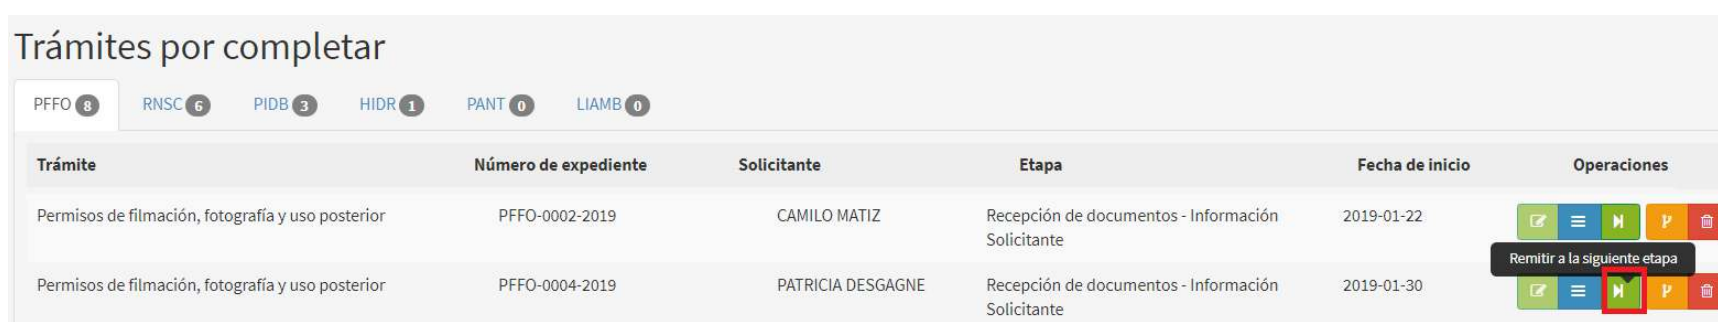 Trámites por completar
PFFO 8 RNSC 6 PIDB 3 HIDR 1 PANT 0 LIAMB 0
Trámite Número de expediente Solicitante Etapa Fecha de inicio Operaciones
Permisos de filmación, fotografía y uso posterior PFFO-0002-2019 CAMILO MATIZ Recepción de documentos - Información 2019-01-22
Solicitante
Remitir a la siguiente etapa
Permisos de filmación, fotografía y uso posterior PFFO-0004-2019 PATRICIA DESGAGNE Recepción de documentos - Información 2019-01-30
Solicitante